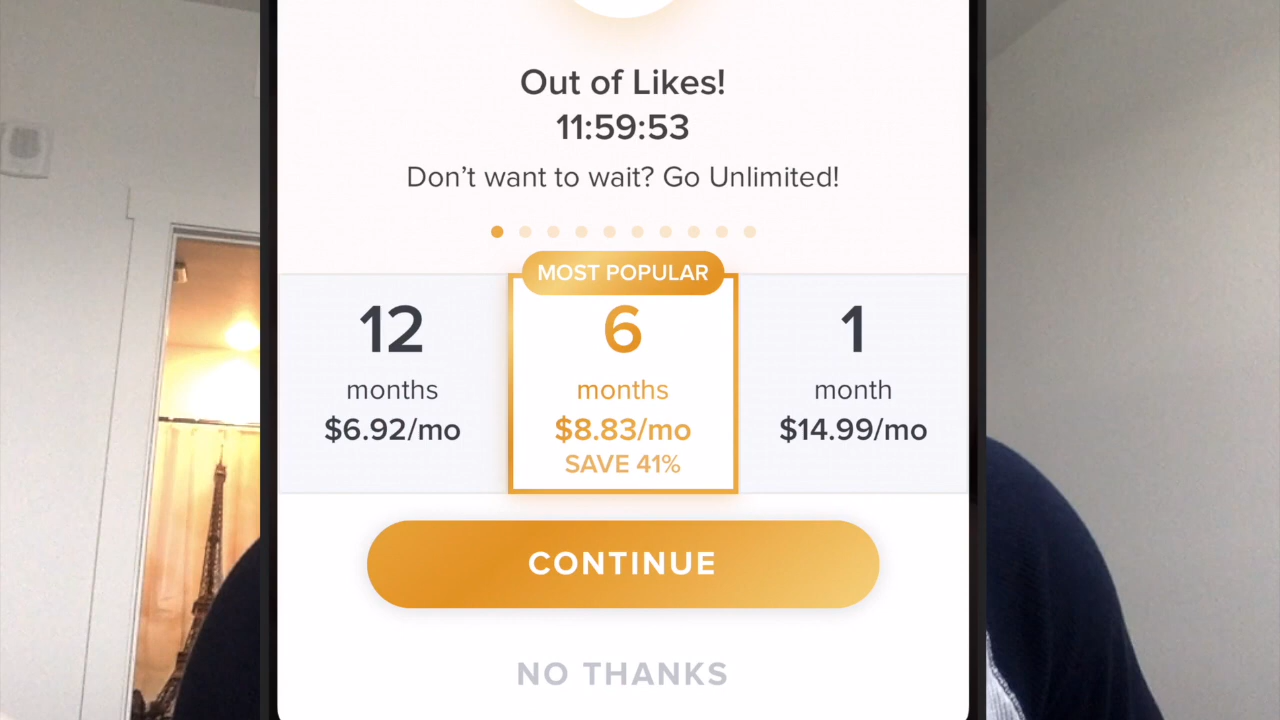 Out of Likes!
11:59:53
Don't want to wait? Go Unlimited!
MOST POPULAR
12
months
$6.92/mo
6
months
$8.83/mo
SAVE 41%
1
month
$14.99/mo
CONTINUE
NO THANKS